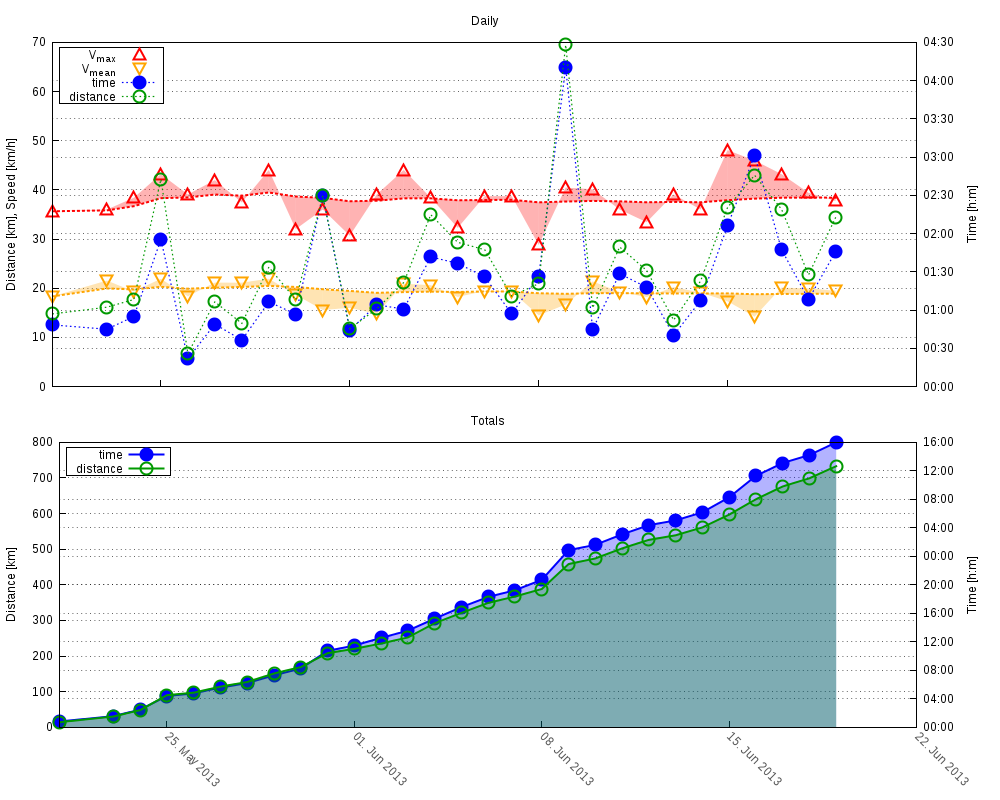 Daily
Distance [km], Speed [km/h]
70
60
50
40
30
20
10
0
Vmax
Vmean
time
distance
04:30
04:00
03:30
03:00
02:30
02:00
01:30
01:00
00:30
00:00
Time [h:m]
Totals
Distance [km]
800
700
600
500
400
300
200
100
0
time
distance
16:00
12:00
08:00
04:00
00:00
20:00
16:00
12:00
08:00
04:00
00:00
Time [h:m]
25. May 2013
01. Jun 2013
08. Jun 2013
15. Jun 2013
22. Jun 2013